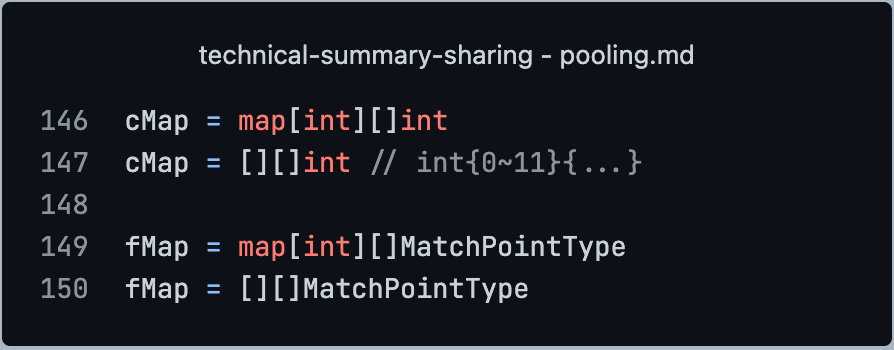 technical-summary-sharing - pooling.md
146 cMap = map[int][]int
147 cMap = [][]int // int{0~11}{...}
148
149 fMap = map[int][]MatchPointType
150 fMap = [][]MatchPointType